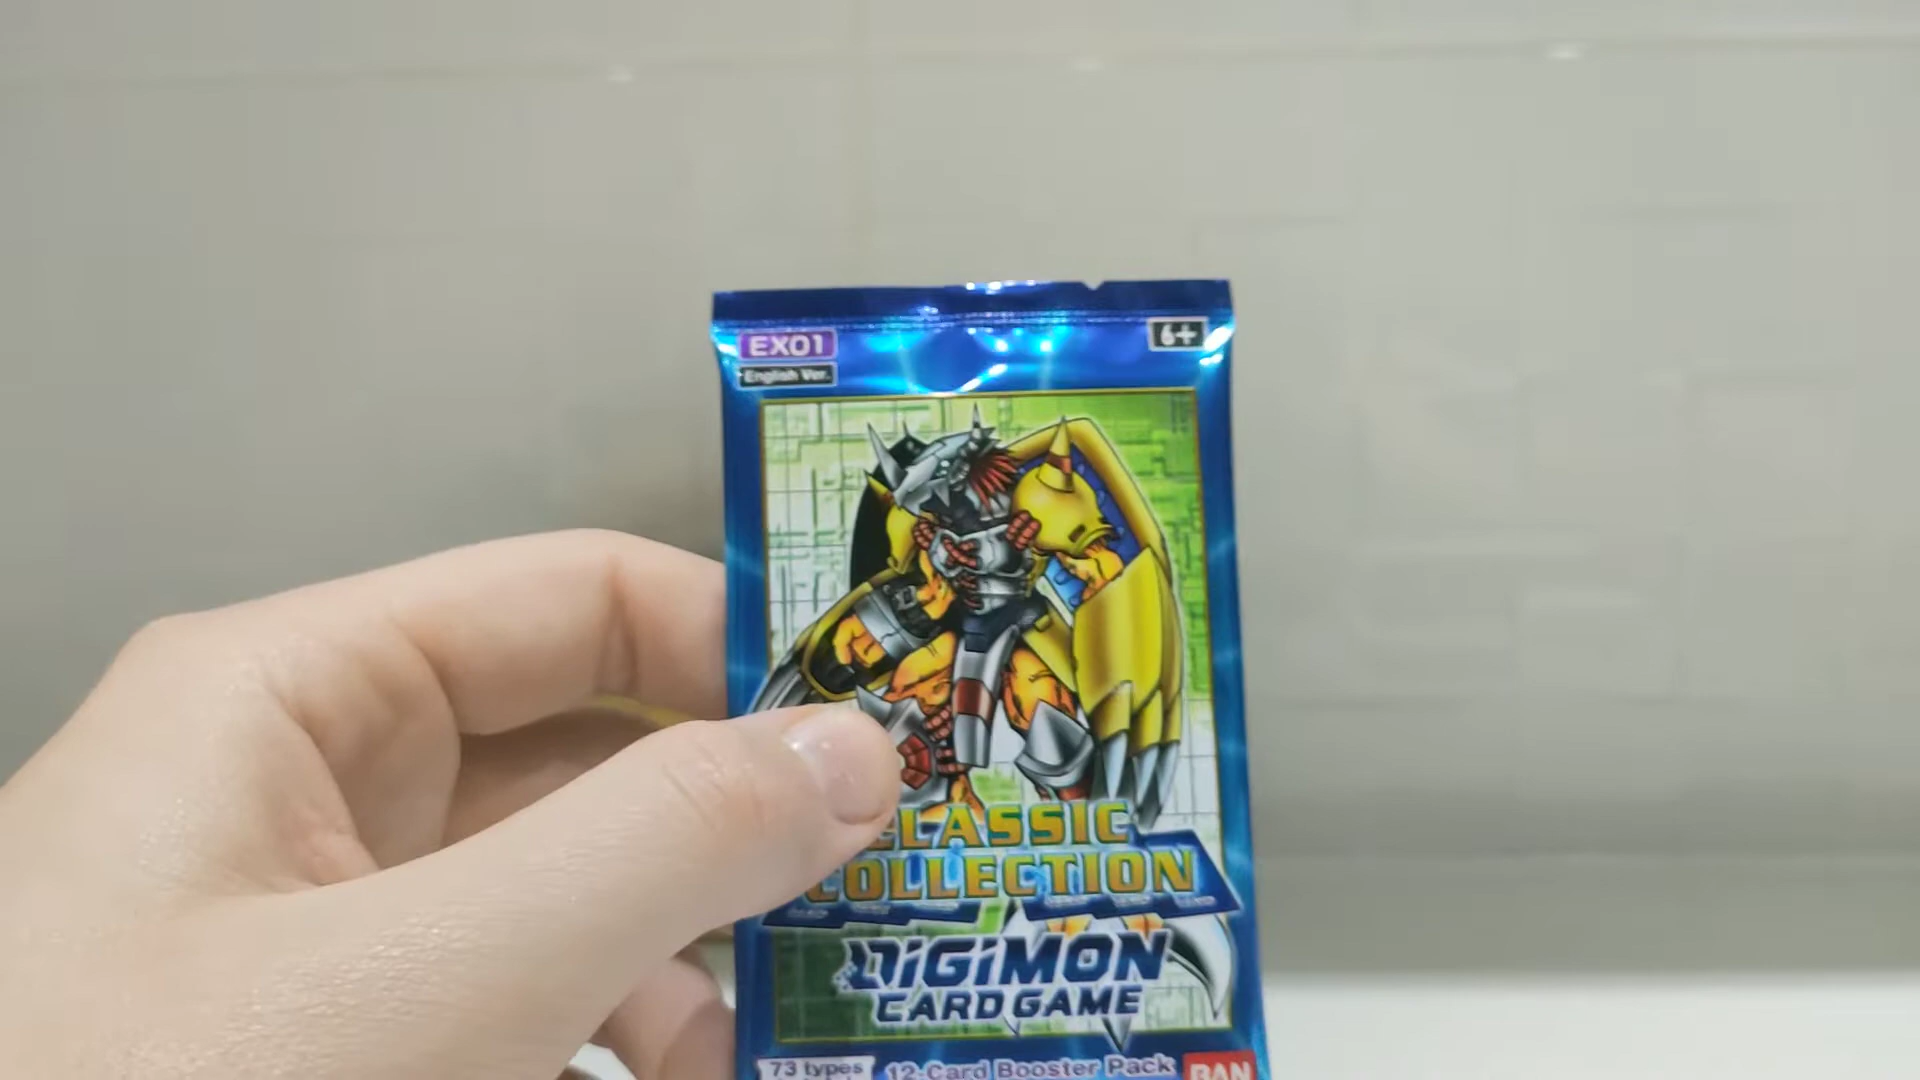 EX01
6+
English Ver.
CLASSIC
COLLECTION
DIGIMON
CARD GAME
73 types
12-Card Booster Pack
BAN